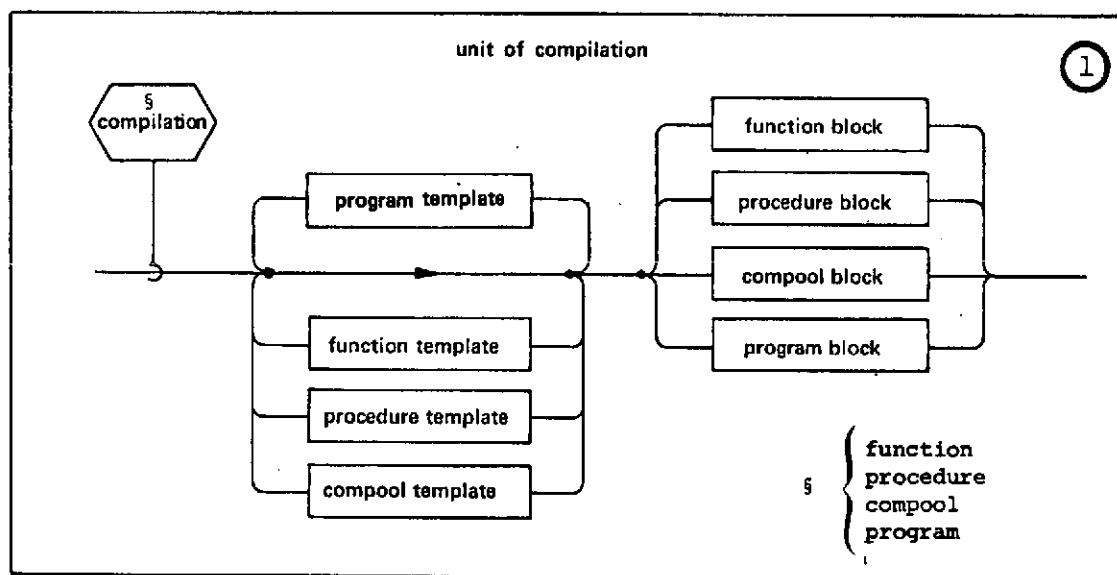 unit of compilation
1
§
compilation
program template
function template
procedure template
compool template
function block
procedure block
compool block
program block
§
function
procedure
compool
program